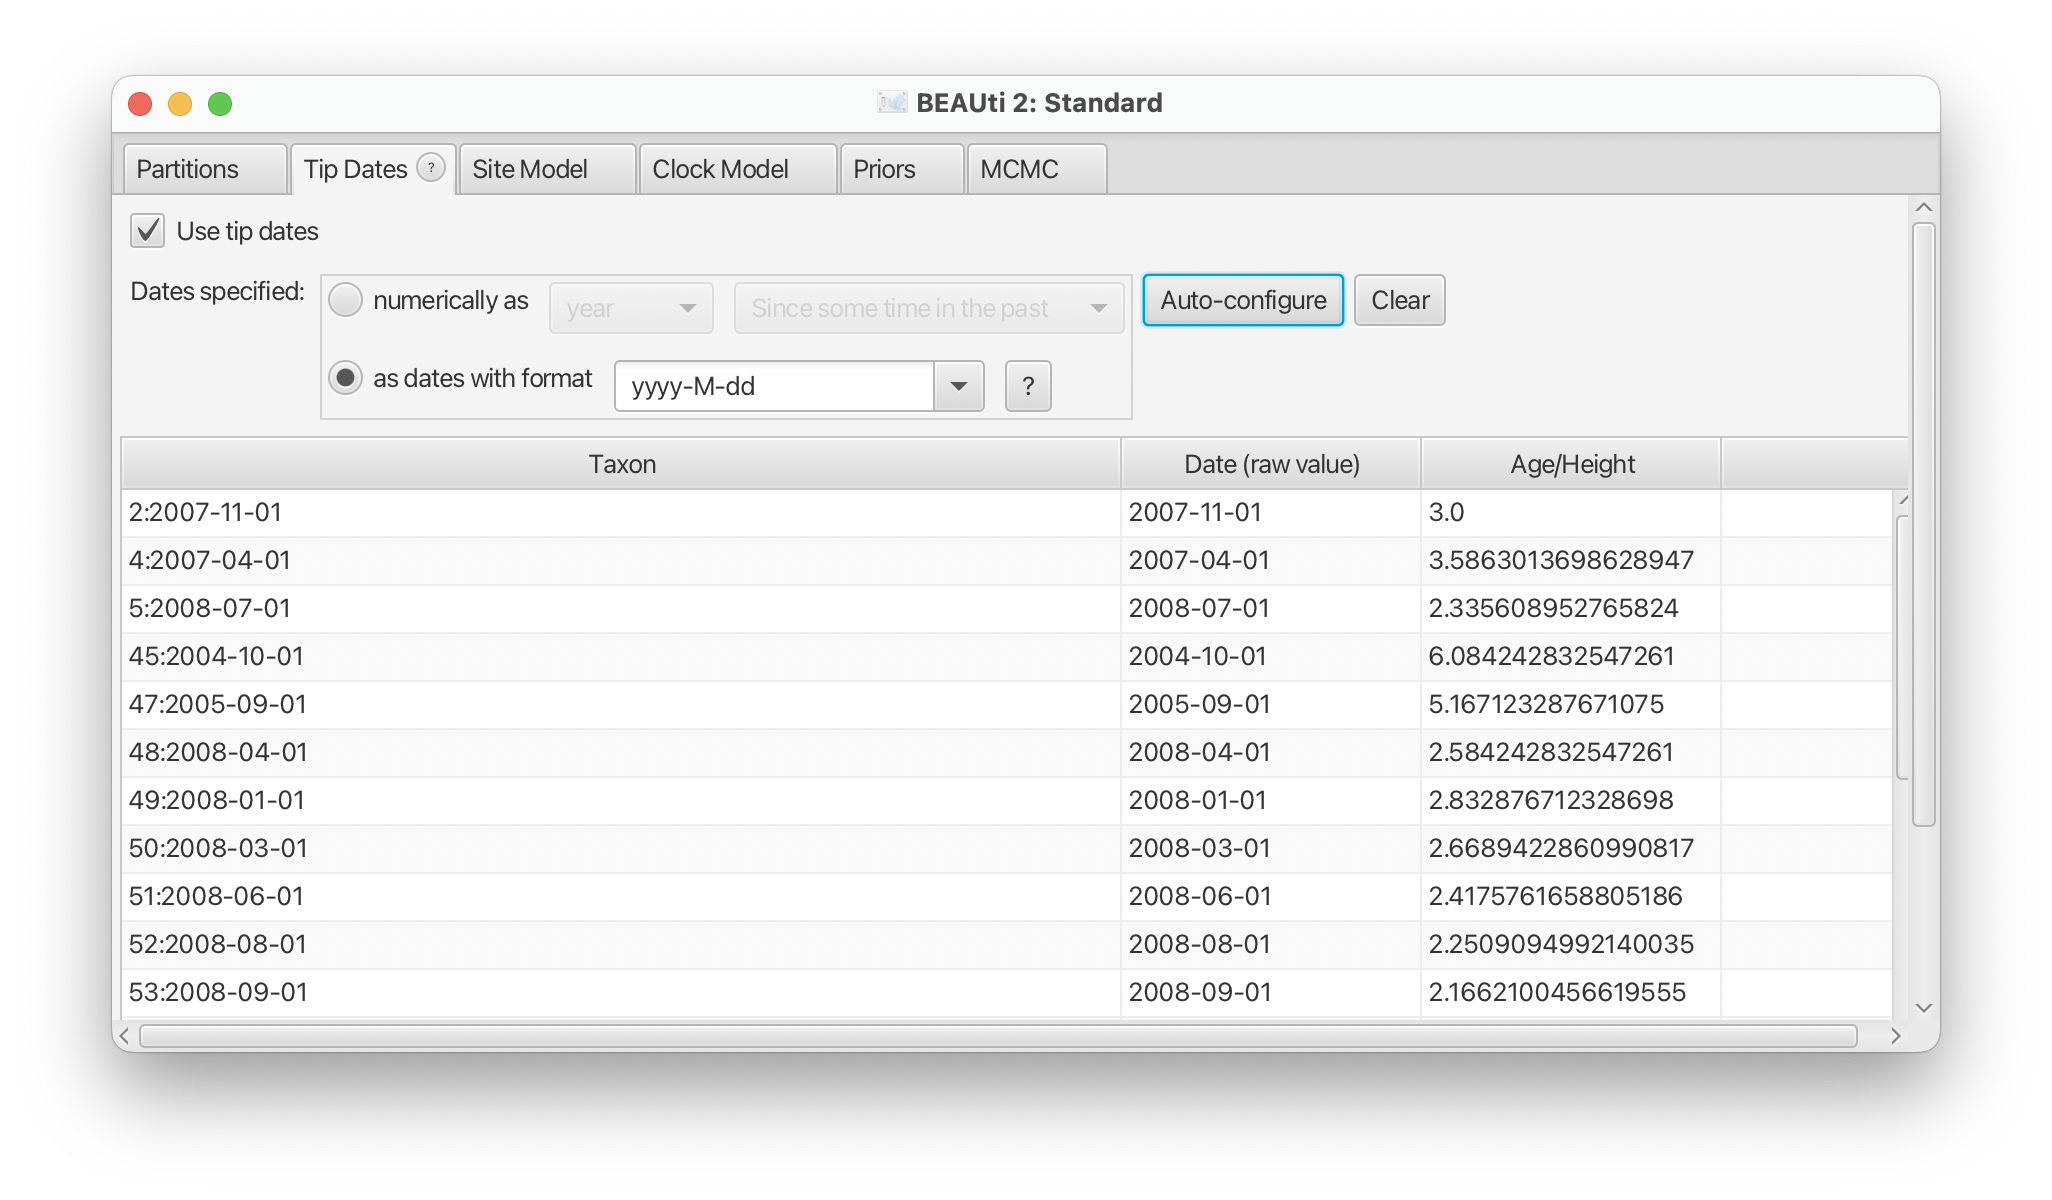 BEAUti 2: Standard
Partitions Tip Dates ? Site Model Clock Model Priors MCMC
Use tip dates
Dates specified: numerically as year Since some time in the past Auto-configure Clear
as dates with format yyyy-M-dd ?
Taxon Date (raw value) Age/Height
2:2007-11-01 2007-11-01 3.0
4:2007-04-01 2007-04-01 3.5863013698628947
5:2008-07-01 2008-07-01 2.335608952765824
45:2004-10-01 2004-10-01 6.084242832547261
47:2005-09-01 2005-09-01 5.167123287671075
48:2008-04-01 2008-04-01 2.584242832547261
49:2008-01-01 2008-01-01 2.832876712328698
50:2008-03-01 2008-03-01 2.6689422860990817
51:2008-06-01 2008-06-01 2.4175761658805186
52:2008-08-01 2008-08-01 2.2509094992140035
53:2008-09-01 2008-09-01 2.1662100456619555